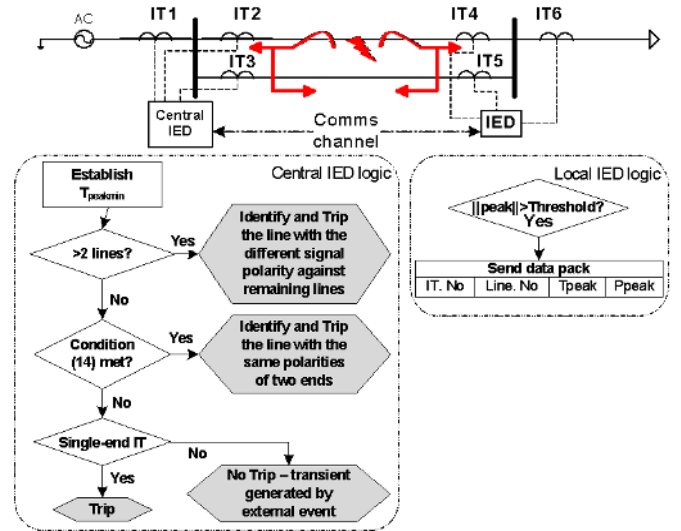 AC
IT1
IT2
IT4
IT6
IT3
IT5
Central
IED
Comms
channel
IED
Central IED logic
Establish
Tpeakmin
>2 lines?
Yes
Identify and Trip
the line with the
different signal
polarity against
remaining lines
No
Condition
(14) met?
Yes
Identify and Trip
the line with the
same polarities
of two ends
No
Single-end IT
No
Yes
Trip
No Trip – transient
generated by
external event
Local IED logic
||peak||>Threshold?
Yes
Send data pack
IT. No Line. No Tpeak Ppeak